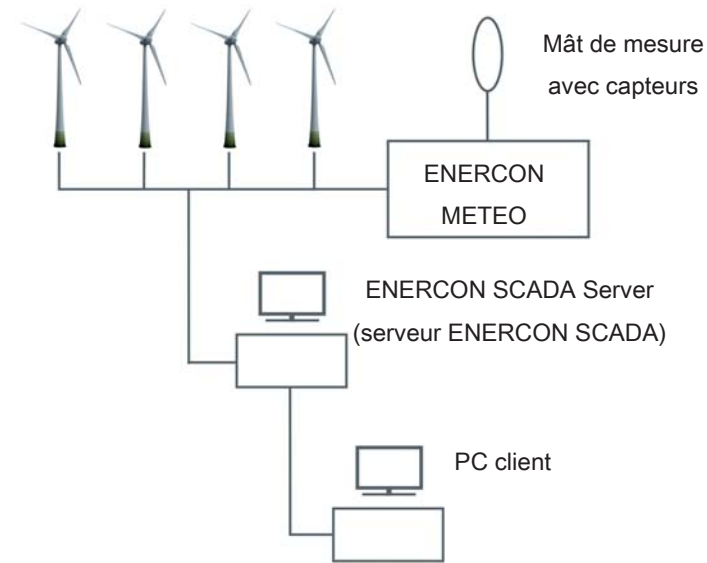 Mât de mesure
avec capteurs
ENERCON
METEO
ENERCON SCADA Server
(serveur ENERCON SCADA)
PC client